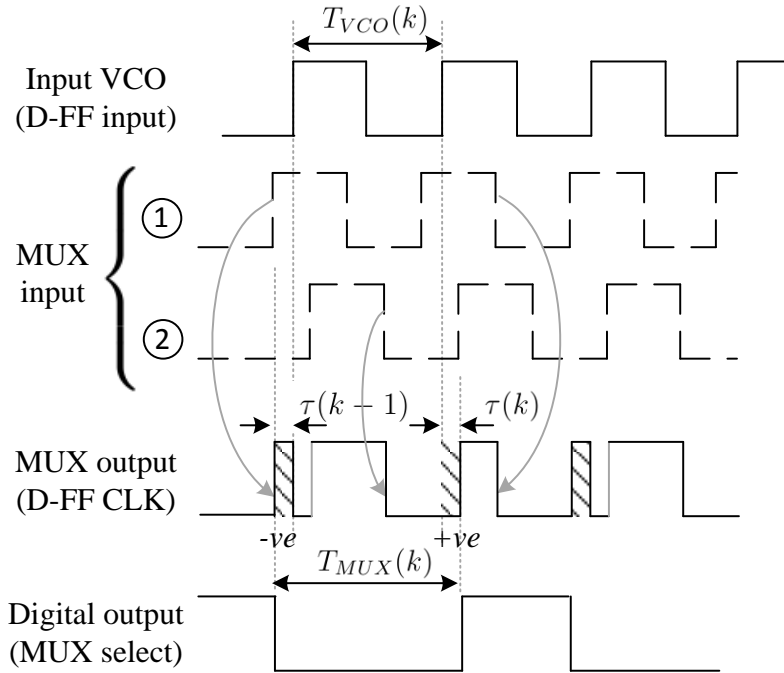 T_{VCO}(k)
Input VCO
(D-FF input)
①
MUX
input
②
τ(k − 1)
τ(k)
MUX output
(D-FF CLK)
-ve
+ve
T_{MUX}(k)
Digital output
(MUX select)